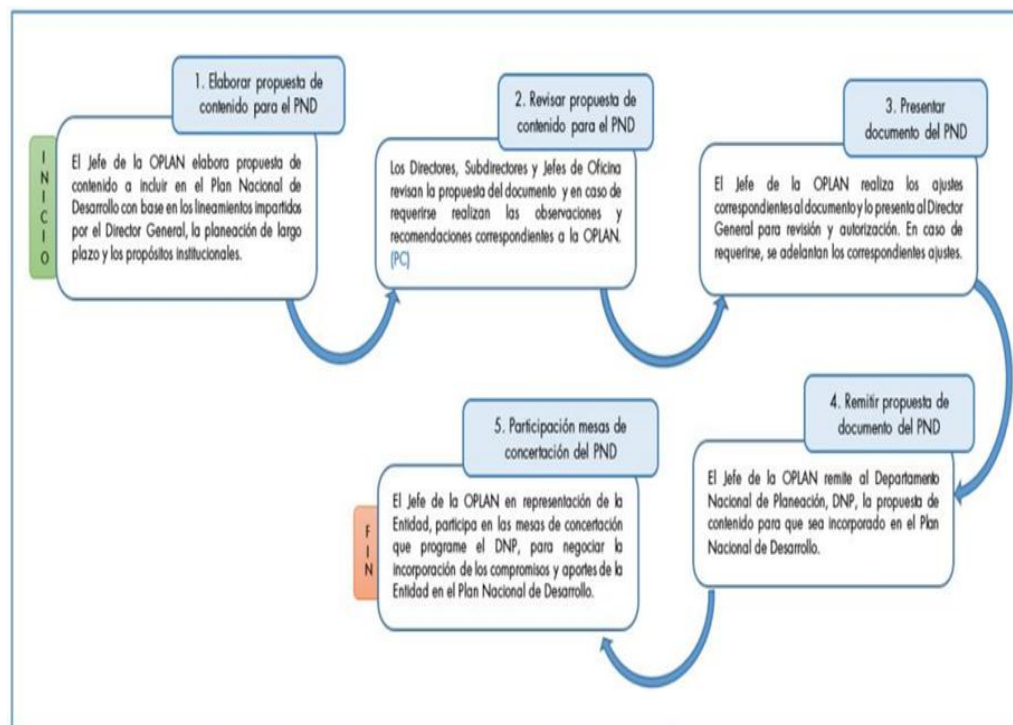 1. Elaborar propuesta de
contenido para el PND
INICIO
El Jefe de la OPLAN elabora propuesta de
contenido a incluir en el Plan Nacional de
Desarrollo con base en los lineamientos impartidos
por el Director General, la planeación de largo
plazo y los propósitos institucionales.
2. Revisar propuesta de
contenido para el PND
Los Directores, Subdirectores y Jefes de Oficina
revisan la propuesta del documento y en caso de
requerirse realizan las observaciones y
recomendaciones correspondientes a la OPLAN.
(PC)
3. Presentar
documento del PND
El Jefe de la OPLAN realiza los ajustes
correspondientes al documento y lo presenta al Director
General para revisión y autorización. En caso de
requerirse, se adelantan los correspondientes ajustes.
4. Remitir propuesta de
documento del PND
El Jefe de la OPLAN remite al Departamento
Nacional de Planeación, DNP, la propuesta de
contenido para que sea incorporado en el Plan
Nacional de Desarrollo.
5. Participación mesas de
concertación del PND
FIN
El Jefe de la OPLAN en representación de la
Entidad, participa en las mesas de concertación
que programe el DNP, para negociar la
incorporación de los compromisos y aportes de la
Entidad en el Plan Nacional de Desarrollo.